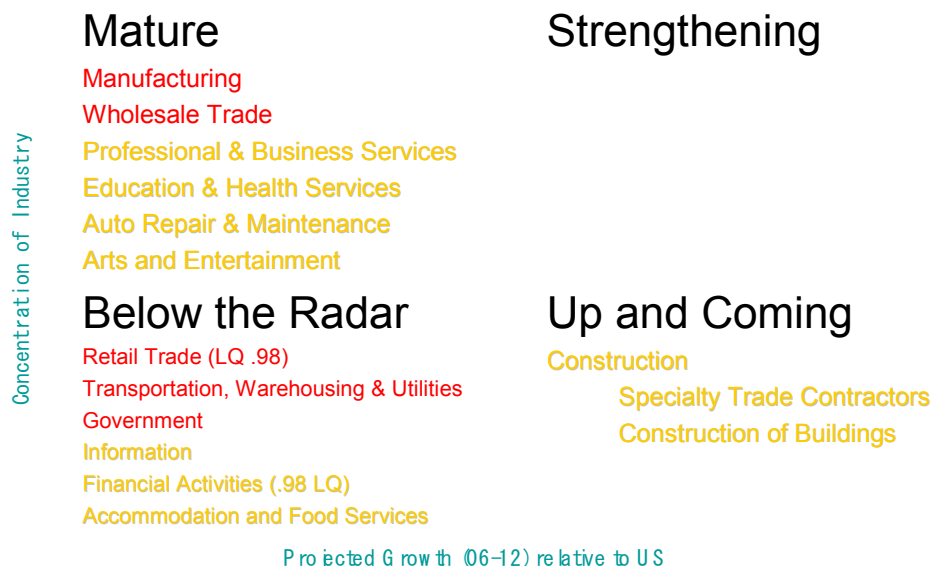 Mature
Manufacturing
Wholesale Trade
Professional & Business Services
Education & Health Services
Auto Repair & Maintenance
Arts and Entertainment
Strengthening
Concentration of Industry
Below the Radar
Retail Trade (LQ .98)
Transportation, Warehousing & Utilities
Government
Information
Financial Activities (.98 LQ)
Accommodation and Food Services
Up and Coming
Construction
Specialty Trade Contractors
Construction of Buildings
Projected Growth (06-12) relative to US